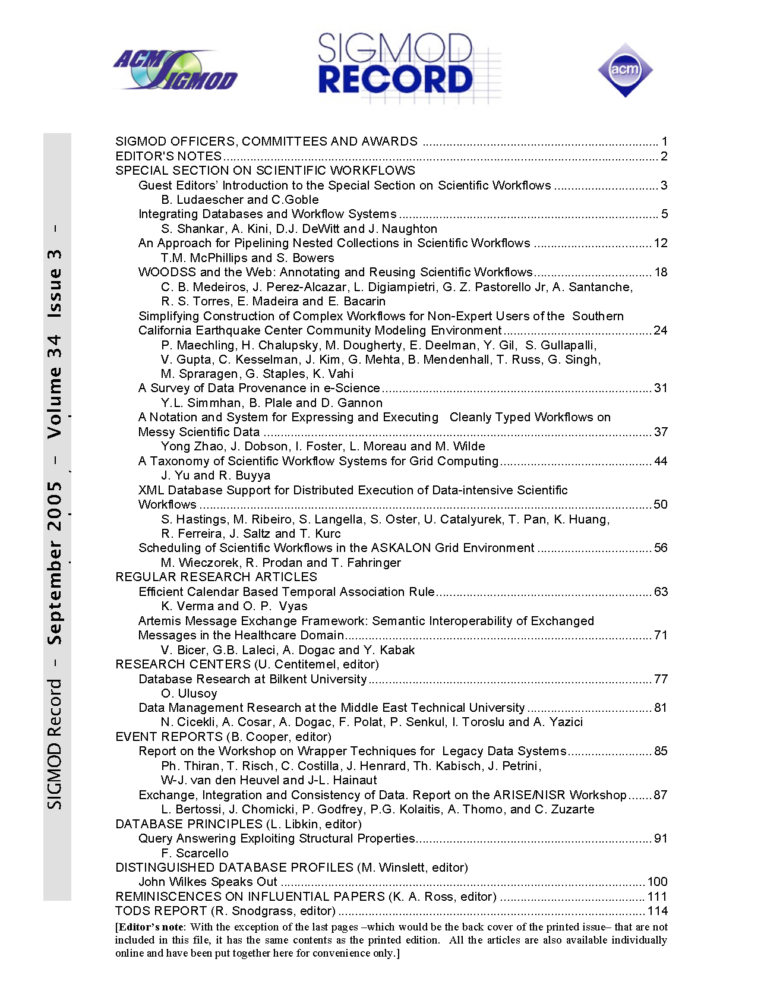 ACM SIGMOD
SIGMOD
RECORD
acm
SIGMOD Record – September 2005 – Volume 34 Issue 3 –
SIGMOD OFFICERS, COMMITTEES AND AWARDS ..................................................................... 1
EDITOR'S NOTES................................................................................................................................ 2
SPECIAL SECTION ON SCIENTIFIC WORKFLOWS
Guest Editors’ Introduction to the Special Section on Scientific Workflows ............................... 3
B. Ludaescher and C.Goble
Integrating Databases and Workflow Systems ............................................................................. 5
S. Shankar, A. Kini, D.J. DeWitt and J. Naughton
An Approach for Pipelining Nested Collections in Scientific Workflows ................................... 12
T.M. McPhillips and S. Bowers
WOODSS and the Web: Annotating and Reusing Scientific Workflows................................... 18
C. B. Medeiros, J. Perez-Alcazar, L. Digiampietri, G. Z. Pastorello Jr, A. Santanche,
R. S. Torres, E. Madeira and E. Bacarin
Simplifying Construction of Complex Workflows for Non-Expert Users of the Southern
California Earthquake Center Community Modeling Environment............................................ 24
P. Maechling, H. Chalupsky, M. Dougherty, E. Deelman, Y. Gil, S. Gullapalli,
V. Gupta, C. Kesselman, J. Kim, G. Mehta, B. Mendenhall, T. Russ, G. Singh,
M. Spraragen, G. Staples, K. Vahi
A Survey of Data Provenance in e-Science................................................................................ 31
Y.L. Simmhan, B. Plale and D. Gannon
A Notation and System for Expressing and Executing Cleanly Typed Workflows on
Messy Scientific Data ................................................................................................................... 37
Yong Zhao, J. Dobson, I. Foster, L. Moreau and M. Wilde
A Taxonomy of Scientific Workflow Systems for Grid Computing............................................. 44
J. Yu and R. Buyya
XML Database Support for Distributed Execution of Data-intensive Scientific
Workflows ...................................................................................................................................... 50
S. Hastings, M. Ribeiro, S. Langella, S. Oster, U. Catalyurek, T. Pan, K. Huang,
R. Ferreira, J. Saltz and T. Kurc
Scheduling of Scientific Workflows in the ASKALON Grid Environment .................................. 56
M. Wieczorek, R. Prodan and T. Fahringer
REGULAR RESEARCH ARTICLES
Efficient Calendar Based Temporal Association Rule................................................................ 63
K. Verma and O. P. Vyas
Artemis Message Exchange Framework: Semantic Interoperability of Exchanged
Messages in the Healthcare Domain........................................................................................... 71
V. Bicer, G.B. Laleci, A. Dogac and Y. Kabak
RESEARCH CENTERS (U. Centitemel, editor)
Database Research at Bilkent University.................................................................................... 77
O. Ulusoy
Data Management Research at the Middle East Technical University ..................................... 81
N. Cicekli, A. Cosar, A. Dogac, F. Polat, P. Senkul, I. Toroslu and A. Yazici
EVENT REPORTS (B. Cooper, editor)
Report on the Workshop on Wrapper Techniques for Legacy Data Systems......................... 85
Ph. Thiran, T. Risch, C. Costilla, J. Henrard, Th. Kabisch, J. Petrini,
W-J. van den Heuvel and J-L. Hainaut
Exchange, Integration and Consistency of Data. Report on the ARISE/NISR Workshop....... 87
L. Bertossi, J. Chomicki, P. Godfrey, P.G. Kolaitis, A. Thomo, and C. Zuzarte
DATABASE PRINCIPLES (L. Libkin, editor)
Query Answering Exploiting Structural Properties...................................................................... 91
F. Scarcello
DISTINGUISHED DATABASE PROFILES (M. Winslett, editor)
John Wilkes Speaks Out ............................................................................................................ 100
REMINISCENCES ON INFLUENTIAL PAPERS (K. A. Ross, editor) ........................................... 111
TODS REPORT (R. Snodgrass, editor) ........................................................................................... 114
[Editor’s note: With the exception of the last pages –which would be the back cover of the printed issue– that are not
included in this file, it has the same contents as the printed edition. All the articles are also available individually
online and have been put together here for convenience only.]